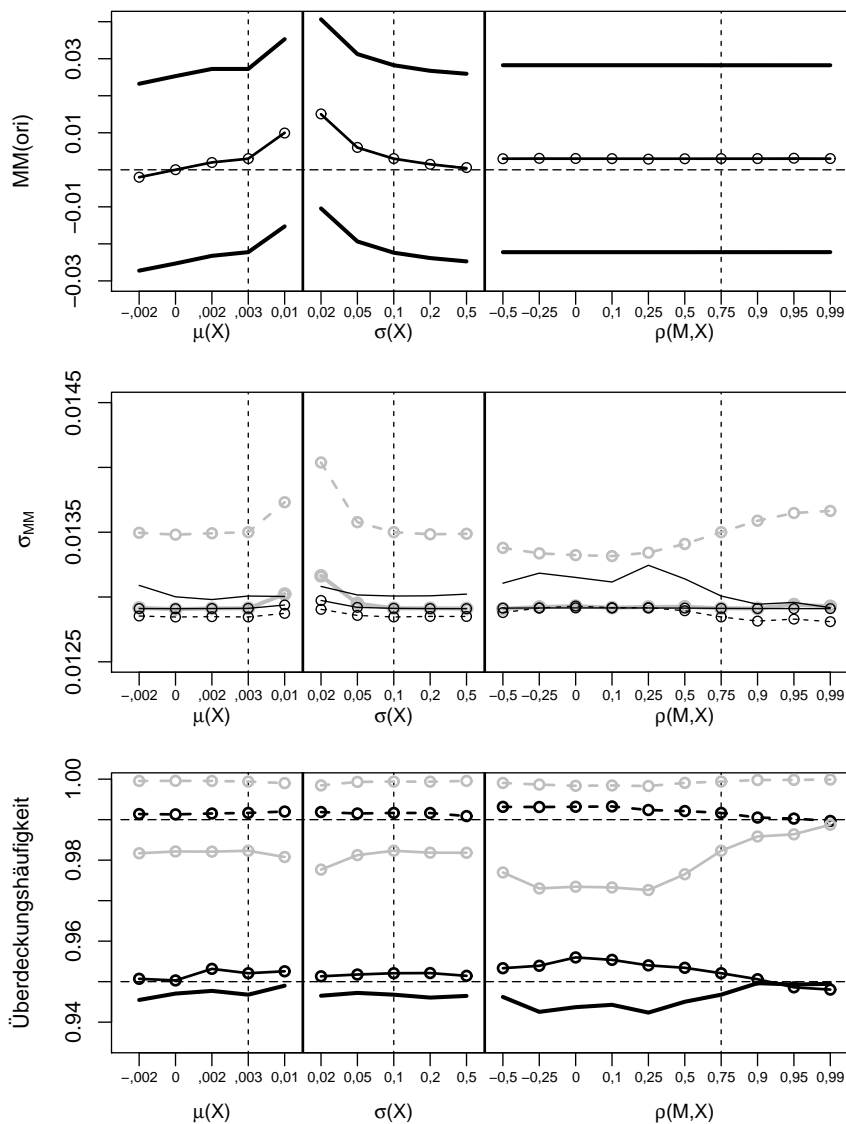 MM(ori)
0.03
0.01
-0.01
-0.03
-,002 0 ,002 ,003 0,01 0,02 0,05 0,1 0,2 0,5 -0,5 -0,25 0 0,1 0,25 0,5 0,75 0,9 0,95 0,99
μ(X) σ(X) ρ(M,X)
σMM
0.0145
0.0135
0.0125
-,002 0 ,002 ,003 0,01 0,02 0,05 0,1 0,2 0,5 -0,5 -0,25 0 0,1 0,25 0,5 0,75 0,9 0,95 0,99
μ(X) σ(X) ρ(M,X)
Überdeckungshäufigkeit
1.00
0.98
0.96
0.94
-,002 0 ,002 ,003 0,01 0,02 0,05 0,1 0,2 0,5 -0,5 -0,25 0 0,1 0,25 0,5 0,75 0,9 0,95 0,99
μ(X) σ(X) ρ(M,X)